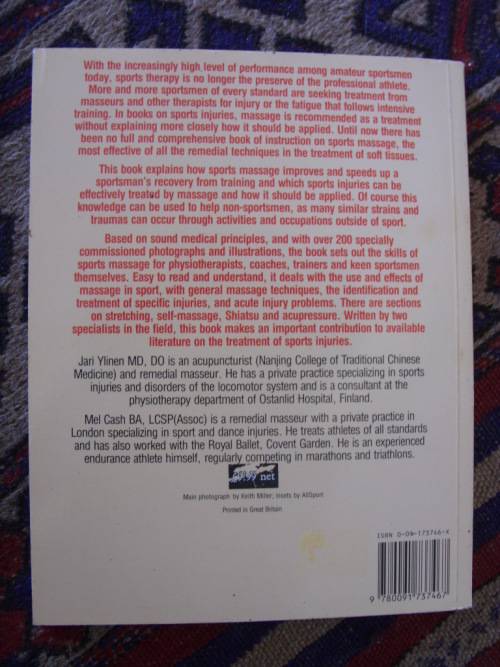 With the increasingly high level of performance among amateur sportsmen
today, sports therapy is no longer the preserve of the professional athlete.
More and more sportsmen of every standard are seeking treatment from
masseurs and other therapists for injury or the fatigue that follows intensive
training. In books on sports injuries, massage is recommended as a treatment
without explaining more closely how it should be applied. Until now there has
been no full and comprehensive book of instruction on sports massage, the
most effective of all the remedial techniques in the treatment of soft tissues.
This book explains how sports massage improves and speeds up a
sportsman's recovery from training and which sports injuries can be
effectively treated by massage and how it should be applied. Of course this
knowledge can be used to help non-sportsmen, as many similar strains and
traumas can occur through activities and occupations outside of sport.
Based on sound medical principles, and with over 200 specially
commissioned photographs and illustrations, the book sets out the skills of
sports massage for physiotherapists, coaches, trainers and keen sportsmen
themselves. Easy to read and understand, it deals with the use and effects of
massage in sport, with general massage techniques, the identification and
treatment of specific injuries, and acute injury problems. There are sections
on stretching, self-massage, Shiatsu and acupressure. Written by two
specialists in the field, this book makes an important contribution to available
literature on the treatment of sports injuries.
Jari Ylinen MD, DO is an acupuncturist (Nanjing College of Traditional Chinese
Medicine) and remedial masseur. He has a private practice specializing in sports
injuries and disorders of the locomotor system and is a consultant at the
physiotherapy department of Ostanlid Hospital, Finland.
Mel Cash BA, LCSP(Assoc) is a remedial masseur with a private practice in
London specializing in sport and dance injuries. He treats athletes of all standards
and has also worked with the Royal Ballet, Covent Garden. He is an experienced
endurance athlete himself, regularly competing in marathons and triathlons.
net
Main photograph by Keith Miller; insets by AllSport
Printed in Great Britain
ISBN 0-09-173746-X
9 780091 737467